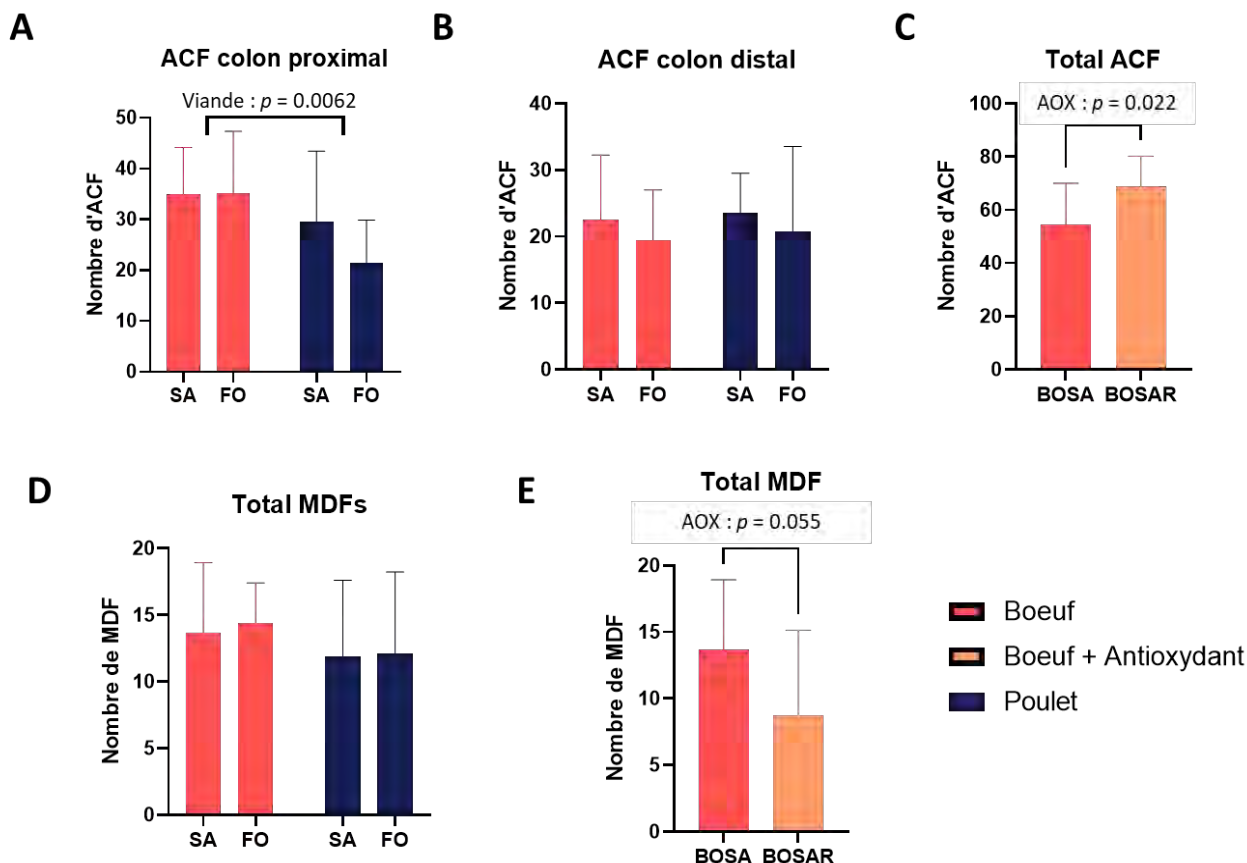 A
ACF colon proximal
Viande : p = 0.0062
Nombre d'ACF
50
40
30
20
10
0
SA FO SA FO
B
ACF colon distal
Nombre d'ACF
40
30
20
10
0
SA FO SA FO
C
Total ACF
AOX : p = 0.022
Nombre d'ACF
100
80
60
40
20
0
BOSA BOSAR
D
Total MDFs
Nombre de MDF
20
15
10
5
0
SA FO SA FO
E
Total MDF
AOX : p = 0.055
Nombre de MDF
20
15
10
5
0
BOSA BOSAR
Boeuf
Boeuf + Antioxydant
Poulet